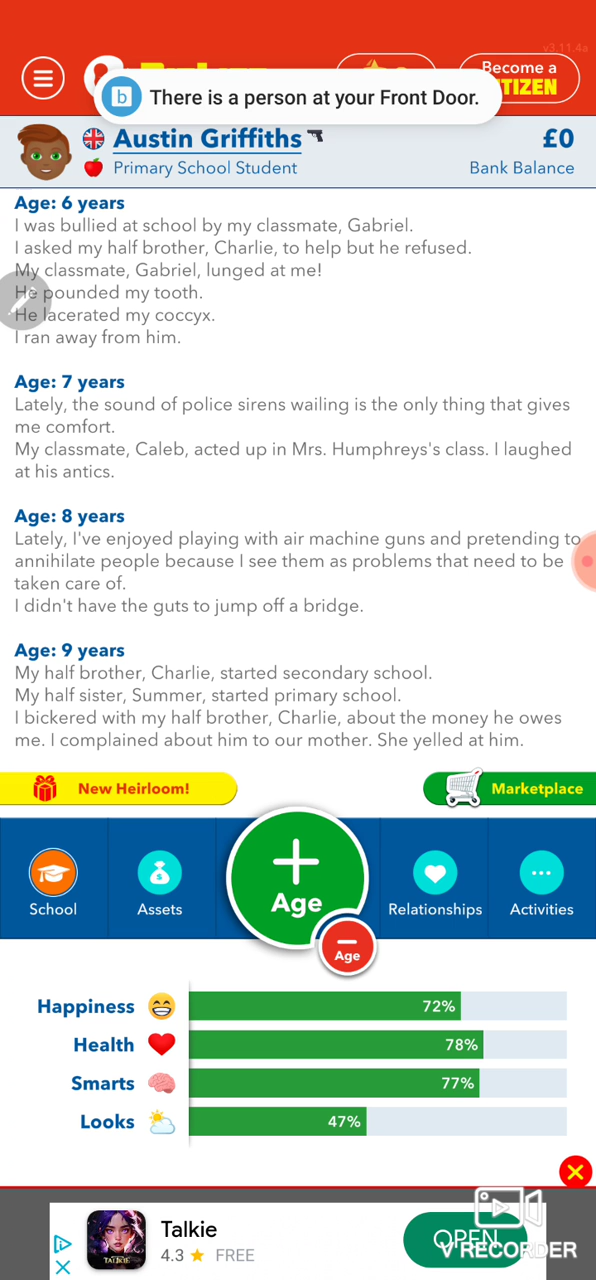 v3.11.4a
Become a
There is a person at your Front Door.
TIZEN
Austin Griffiths
£0
Primary School Student
Bank Balance
Age: 6 years
I was bullied at school by my classmate, Gabriel.
I asked my half brother, Charlie, to help but he refused.
My classmate, Gabriel, lunged at me!
He pounded my tooth.
He lacerated my coccyx.
I ran away from him.
Age: 7 years
Lately, the sound of police sirens wailing is the only thing that gives
me comfort.
My classmate, Caleb, acted up in Mrs. Humphreys's class. I laughed
at his antics.
Age: 8 years
Lately, I've enjoyed playing with air machine guns and pretending to
annihilate people because I see them as problems that need to be
taken care of.
I didn't have the guts to jump off a bridge.
Age: 9 years
My half brother, Charlie, started secondary school.
My half sister, Summer, started primary school.
I bickered with my half brother, Charlie, about the money he owes
me. I complained about him to our mother. She yelled at him.
New Heirloom!
Marketplace
School
Assets
Age
Relationships
Activities
Age
Happiness 72%
Health 78%
Smarts 77%
Looks 47%
Talkie
4.3 FREE
OPEN
V RECORDER
TALKIE